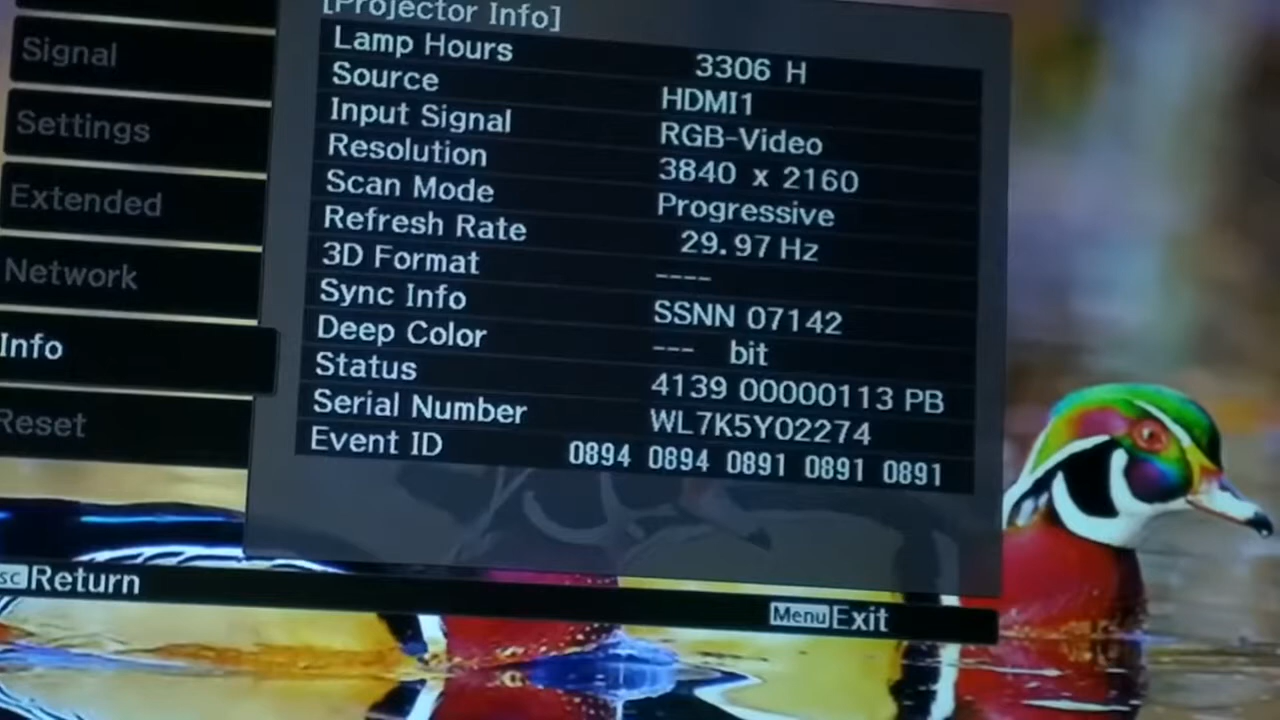 [Projector Info]
Signal
Settings
Extended
Network
Info
Reset
Lamp Hours 3306 H
Source HDMI1
Input Signal RGB-Video
Resolution 3840 x 2160
Scan Mode Progressive
Refresh Rate 29.97 Hz
3D Format ----
Sync Info SSNN 07142
Deep Color --- bit
Status 4139 00000113 PB
Serial Number WL7K5Y02274
Event ID 0894 0894 0891 0891 0891
sc Return
Menu Exit